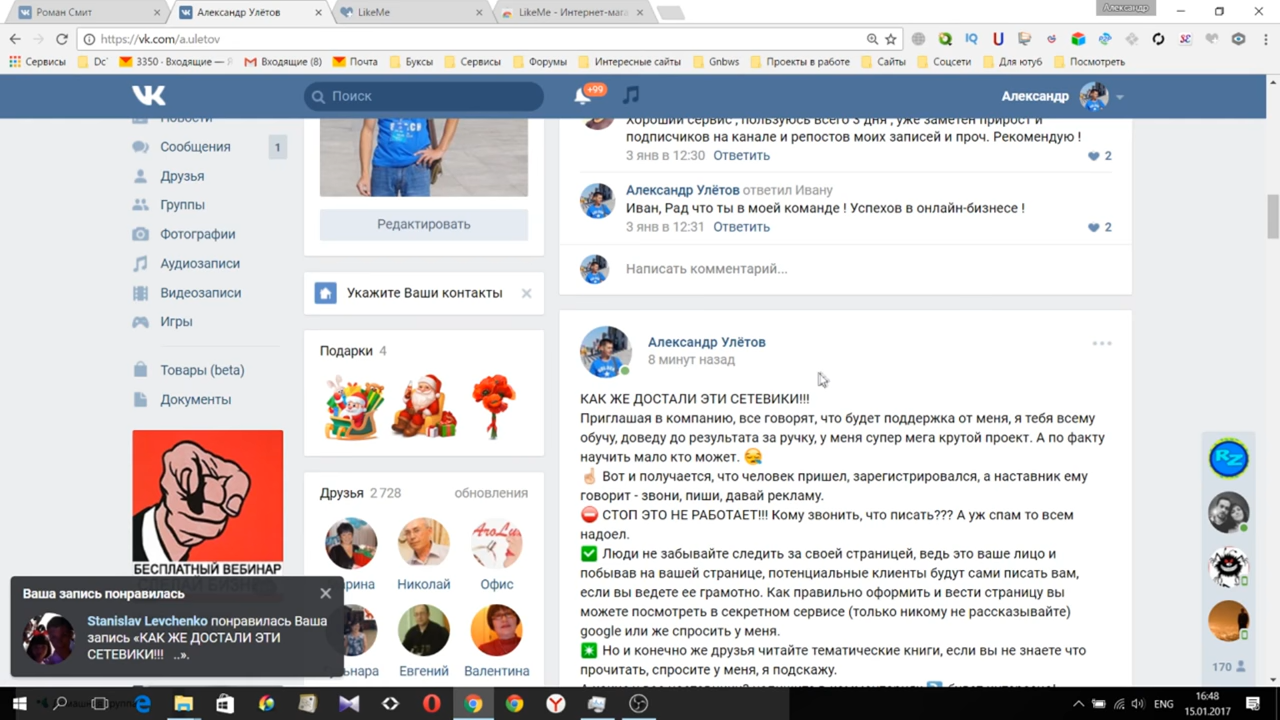 Роман Смит
Александр Улётов
LikeMe
LikeMe - Интернет-маг
Александр
https://vk.com/a.uletov
Сервисы
3350 - Входящие —
Входящие (8)
Почта
Буксы
Сервисы
Форумы
Интересные сайты
Gnbws
Проекты в работе
Сайты
Соцсети
Для ютуб
Посмотреть
Поиск
+99
Александр
Новости
Сообщения
1
Друзья
Группы
Фотографии
Аудиозаписи
Видеозаписи
Игры
Товары (beta)
Документы
БЕСПЛАТНЫЙ ВЕБИНАР
Редактировать
Укажите Ваши контакты
Подарки 4
Друзья 2 728
обновления
арина
Николай
Офис
AroLus
льнара
Евгений
Валентина
Хороший сервис , пользуюсь всего 3 дня , уже заметен прирост и
подписчиков на канале и репостов моих записей и проч. Рекомендую !
3 янв в 12:30 Ответить
2
Александр Улётов ответил Ивану
Иван, Рад что ты в моей команде ! Успехов в онлайн-бизнесе !
3 янв в 12:31 Ответить
2
Написать комментарий...
Александр Улётов
8 минут назад
КАК ЖЕ ДОСТАЛИ ЭТИ СЕТЕВИКИ!!!
Приглашая в компанию, все говорят, что будет поддержка от меня, я тебя всему
обучу, доведу до результата за ручку, у меня супер мега крутой проект. А по факту
научить мало кто может. 😪
☝ Вот и получается, что человек пришел, зарегистрировался, а наставник ему
говорит - звони, пиши, давай рекламу.
⛔ СТОП ЭТО НЕ РАБОТАЕТ!!! Кому звонить, что писать??? А уж спам то всем
надоел.
✅ Люди не забывайте следить за своей страницей, ведь это ваше лицо и
побывав на вашей странице, потенциальные клиенты будут сами писать вам,
если вы ведете ее грамотно. Как правильно оформить и вести страницу вы
можете посмотреть в секретном сервисе (только никому не рассказывайте)
google или же спросить у меня.
✳ Но и конечно же друзья читайте тематические книги, если вы не знаете что
прочитать, спросите у меня, я подскажу.
RZ
170
Ваша запись понравилась
Stanislav Levchenko понравилась Ваша
запись «КАК ЖЕ ДОСТАЛИ ЭТИ
СЕТЕВИКИ!!! ..».
ENG
16:48
15.01.2017